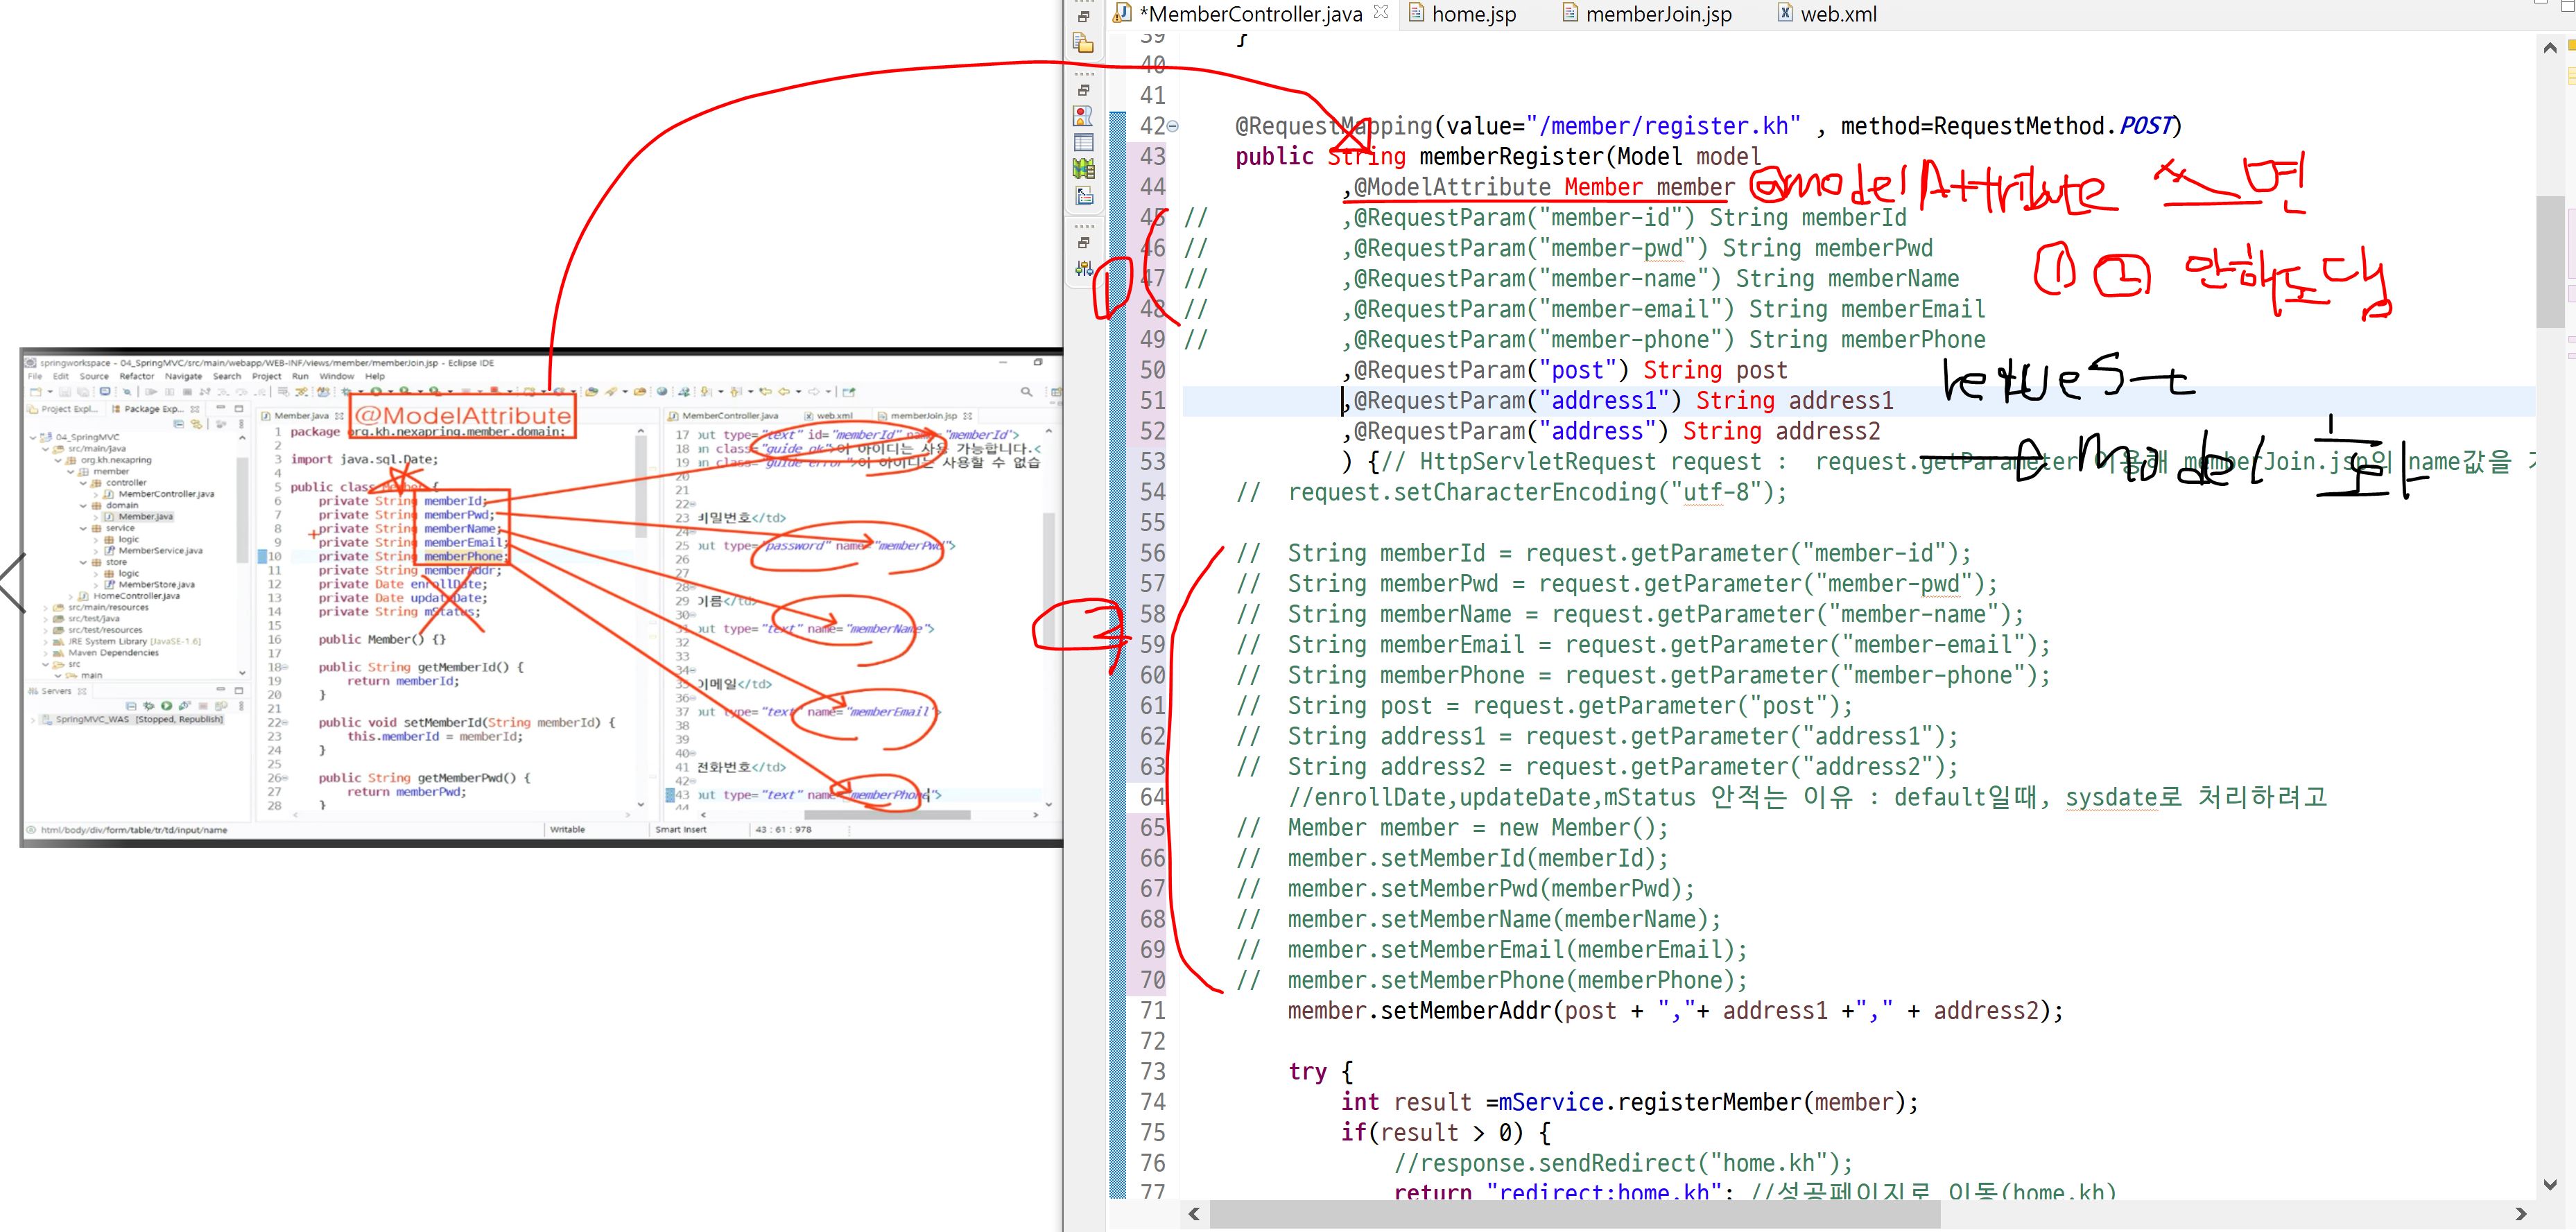 springworkspace - 04_SpringMVC/src/main/webapp/WEB-INF/views/member/memberJoin.jsp - Eclipse IDE
File Edit Source Refactor Navigate Search Project Run Window Help
Project Expl... Package Exp...
04_SpringMVC
src/main/java
org.kh.nexapring
member
controller
MemberController.java
domain
Member.java
service
logic
MemberService.java
store
logic
MemberStore.java
HomeController.java
src/main/resources
src/test/java
src/test/resources
JRE System Library [JavaSE-1.6]
Maven Dependencies
src
main
Servers
SpringMVC_WAS [Stopped, Republish]
@ModelAttribute
Member.java
1 package org.kh.nexapring.member.domain;
2
3 import java.sql.Date;
4
5 public class {
6 private String memberId;
7 private String memberPwd;
8 private String memberName;
9 private String memberEmail;
10 private String memberPhone;
11 private String memberAddr;
12 private Date enrollDate;
13 private Date updateDate;
14 private String mStatus;
15
16 public Member() {}
17
18 public String getMemberId() {
19 return memberId;
20 }
21
22 public void setMemberId(String memberId) {
23 this.memberId = memberId;
24 }
25
26 public String getMemberPwd() {
27 return memberPwd;
28 }
MemberController.java web.xml memberJoin.jsp
17 out type="text" id="memberId" name="memberId">
18 n class="guide ok">이 아이디는 사용 가능합니다.<
19 n class="guide error">이 아이디는 사용할 수 없습
20
21
22
23 비밀번호</td>
24
25 out type="password" name="memberPwd">
26
27
28
29 이름</td>
30
31 out type="text" name="memberName">
32
33
34
35 이메일</td>
36
37 out type="text" name="memberEmail">
38
39
40
41 전화번호</td>
42
43 out type="text" name="memberPhone">
44
html/body/div/form/table/tr/td/input/name Writable Smart Insert 43 : 61 : 978
*MemberController.java home.jsp memberJoin.jsp web.xml
39 }
40
41
42 @RequestMapping(value="/member/register.kh" , method=RequestMethod.POST)
43 public String memberRegister(Model model
44 ,@ModelAttribute Member member @modelAttribute 쓰면
45 // ,@RequestParam("member-id") String memberId
46 // ,@RequestParam("member-pwd") String memberPwd
47 // ,@RequestParam("member-name") String memberName
① ② 안해도 됨
48 // ,@RequestParam("member-email") String memberEmail
49 // ,@RequestParam("member-phone") String memberPhone
50 ,@RequestParam("post") String post
request
51 ,@RequestParam("address1") String address1
52 ,@RequestParam("address") String address2
53 ) {// HttpServletRequest request : request.getParameter 이용해 memberJoin.jsp의 name값을
model
54 // request.setCharacterEncoding("utf-8");
55
56 // String memberId = request.getParameter("member-id");
57 // String memberPwd = request.getParameter("member-pwd");
58 // String memberName = request.getParameter("member-name");
59 // String memberEmail = request.getParameter("member-email");
60 // String memberPhone = request.getParameter("member-phone");
61 // String post = request.getParameter("post");
62 // String address1 = request.getParameter("address1");
63 // String address2 = request.getParameter("address2");
64 //enrollDate,updateDate,mStatus 안적는 이유 : default일때, sysdate로 처리하려고
65 // Member member = new Member();
66 // member.setMemberId(memberId);
67 // member.setMemberPwd(memberPwd);
68 // member.setMemberName(memberName);
69 // member.setMemberEmail(memberEmail);
70 // member.setMemberPhone(memberPhone);
71 member.setMemberAddr(post + ","+ address1 +"," + address2);
72
73 try {
74 int result =mService.registerMember(member);
75 if(result > 0) {
76 //response.sendRedirect("home.kh");
77 return "redirect:home.kh"; //성공페이지로 이동(home.kh)